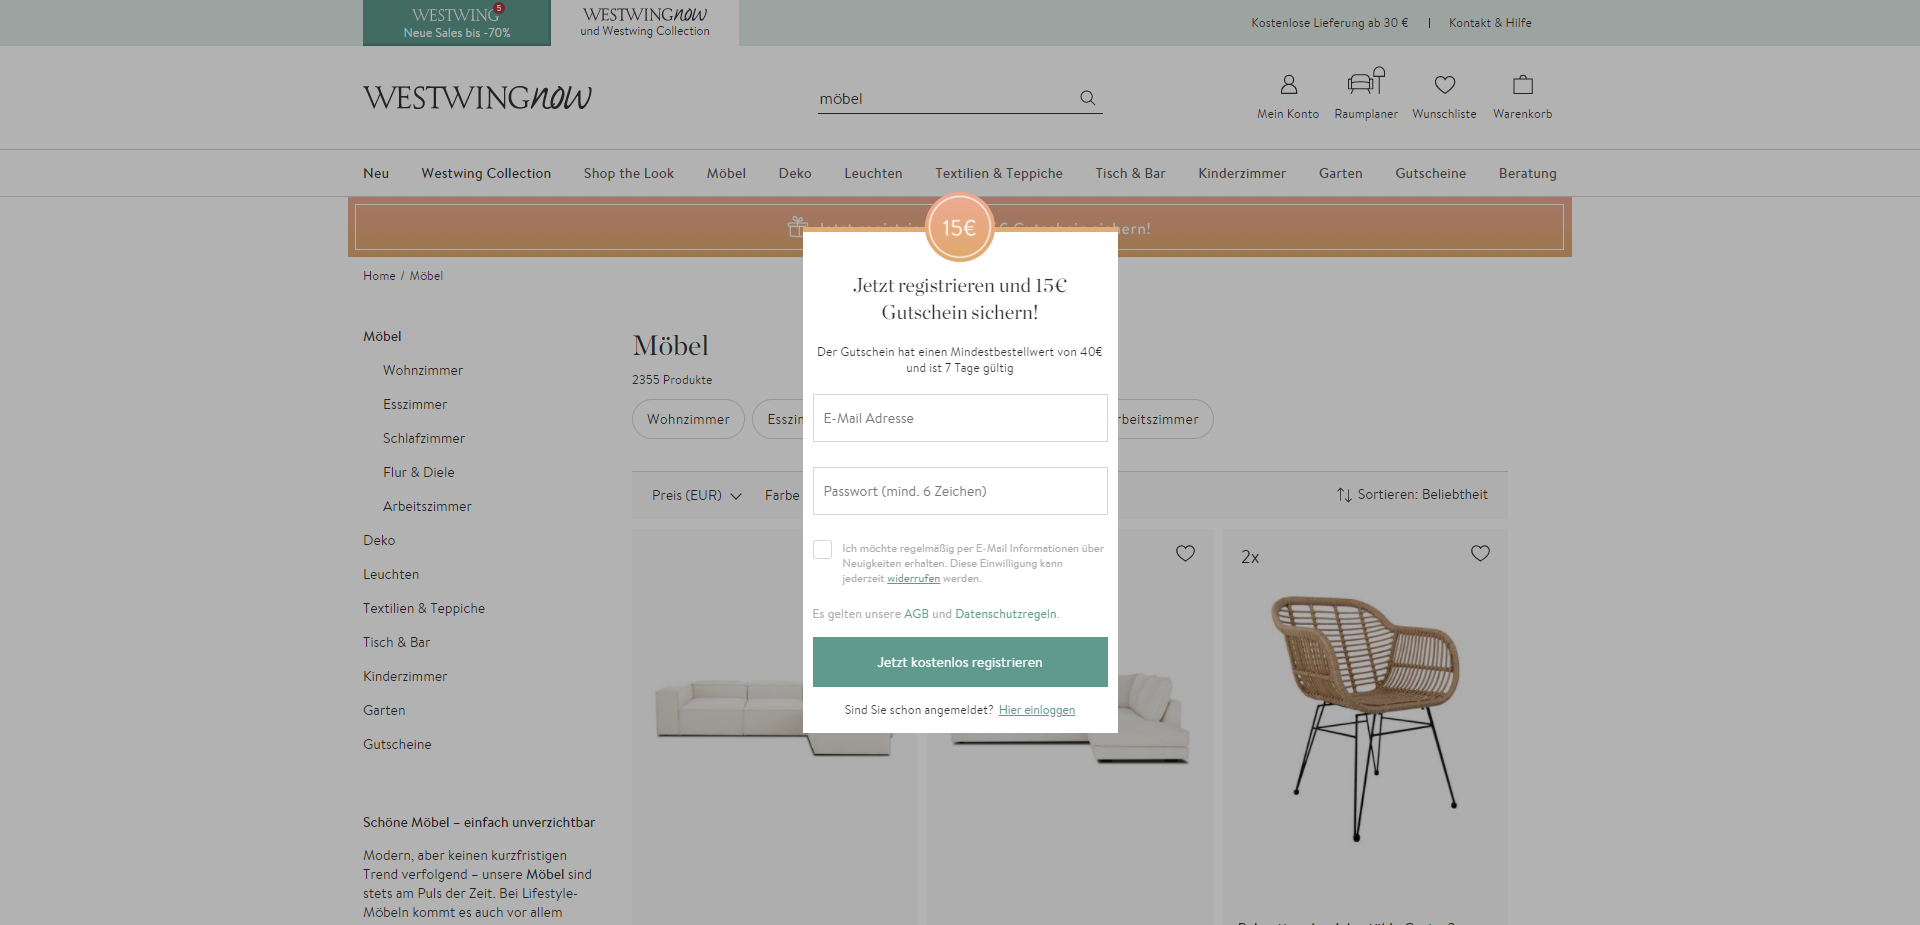 WESTWING 5
Neue Sales bis -70%
WESTWINGnow
und Westwing Collection
Kostenlose Lieferung ab 30 € | Kontakt & Hilfe
WESTWINGnow
möbel
Mein Konto Raumplaner Wunschliste Warenkorb
Neu Westwing Collection Shop the Look Möbel Deko Leuchten Textilien & Teppiche Tisch & Bar Kinderzimmer Garten Gutscheine Beratung
15€
Home / Möbel
Jetzt registrieren und 15€
Gutschein sichern!
Der Gutschein hat einen Mindestbestellwert von 40€
und ist 7 Tage gültig
E-Mail Adresse
Passwort (mind. 6 Zeichen)
Ich möchte regelmäßig per E-Mail Informationen über
Neuigkeiten erhalten. Diese Einwilligung kann
jederzeit widerrufen werden.
Es gelten unsere AGB und Datenschutzregeln.
Jetzt kostenlos registrieren
Sind Sie schon angemeldet? Hier einloggen
Möbel
Wohnzimmer
Esszimmer
Schlafzimmer
Flur & Diele
Arbeitszimmer
Deko
Leuchten
Textilien & Teppiche
Tisch & Bar
Kinderzimmer
Garten
Gutscheine
Schöne Möbel – einfach unverzichtbar
Modern, aber keinen kurzfristigen
Trend verfolgend – unsere Möbel sind
stets am Puls der Zeit. Bei Lifestyle-
Möbeln kommt es auch vor allem
Möbel
2355 Produkte
Wohnzimmer
Preis (EUR) Farbe
Sortieren: Beliebtheit
2x